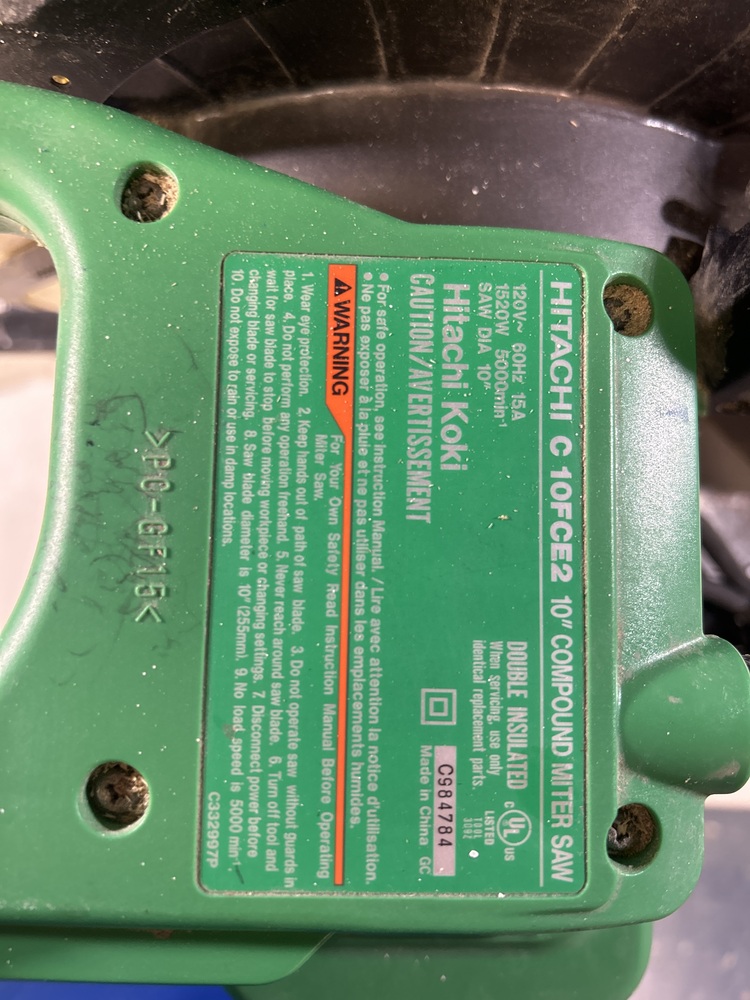 HITACHI C 10FCE2 10" COMPOUND MITER SAW
120V~ 60Hz 15A
1520W 5000min-1
SAW DIA 10"
DOUBLE INSULATED
When servicing, use only
identical replacement parts.
C UL US
LISTED
Hitachi Koki
C984784
CAUTION/AVERTISSEMENT
Made in China GC
• For safe operation, see Instruction Manual. / Lire avec attention la notice d'utilisation.
• Ne pas exposer à la pluie et ne pas utiliser dans les emplacements humides.
WARNING
For Your Own Safety Read Instruction Manual Before Operating
Miter Saw.
1. Wear eye protection. 2. Keep hands out of path of saw blade. 3. Do not operate saw without guards in
place. 4. Do not perform any operation freehand. 5. Never reach around saw blade. 6. Turn off tool and
wait for saw blade to stop before moving workpiece or changing settings. 7. Disconnect power before
changing blade or servicing. 8. Saw blade diameter is 10" (255mm). 9. No load speed is 5000 min-1
10. Do not expose to rain or use in damp locations.
C332997P
>PC-GF15<